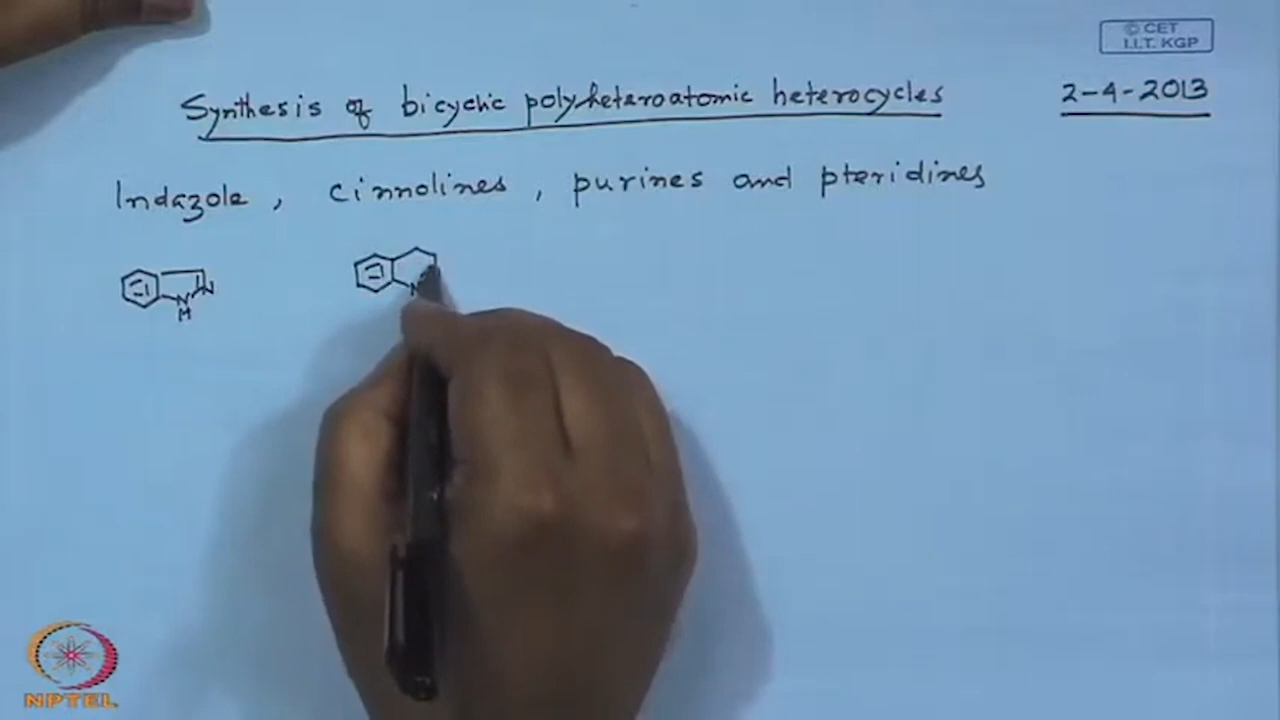 © CET
I.I.T. KGP
Synthesis of bicyclic polyheteroatomic heterocycles 2-4-2013
Indazole, cinnolines, purines and pteridines
N
N
H
N
NPTEL